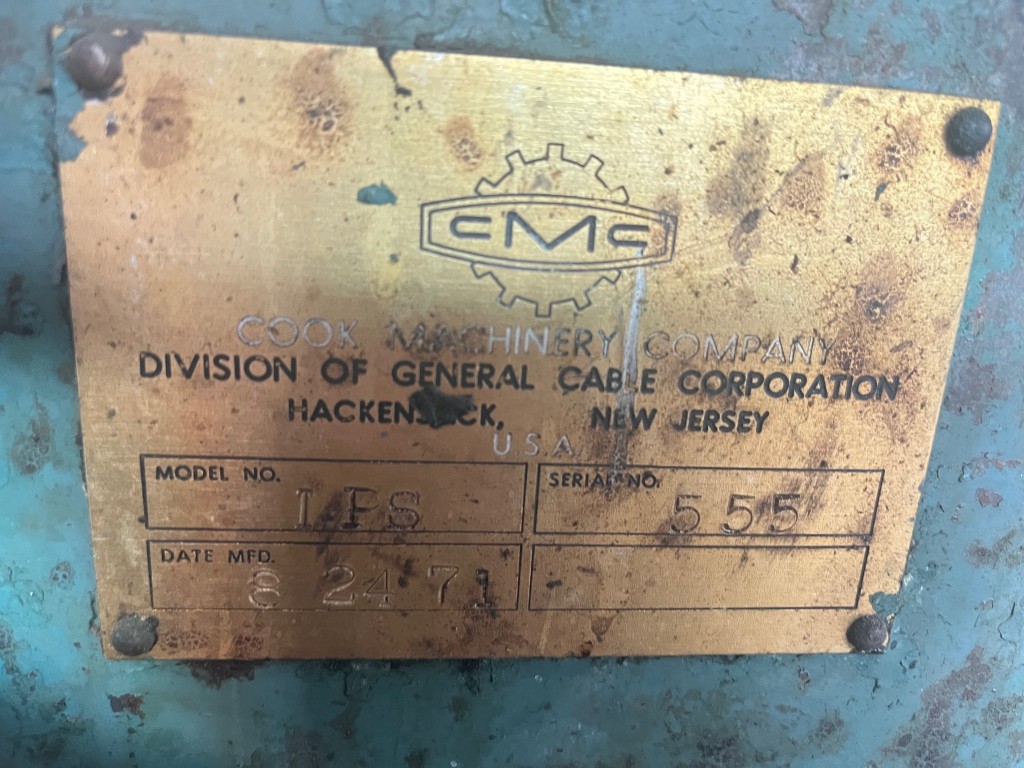 CMC
COOK MACHINERY COMPANY
DIVISION OF GENERAL CABLE CORPORATION
HACKENSACK, NEW JERSEY
U.S.A.
MODEL NO. SERIAL NO.
IPS 555
DATE MFD.
8 24 71